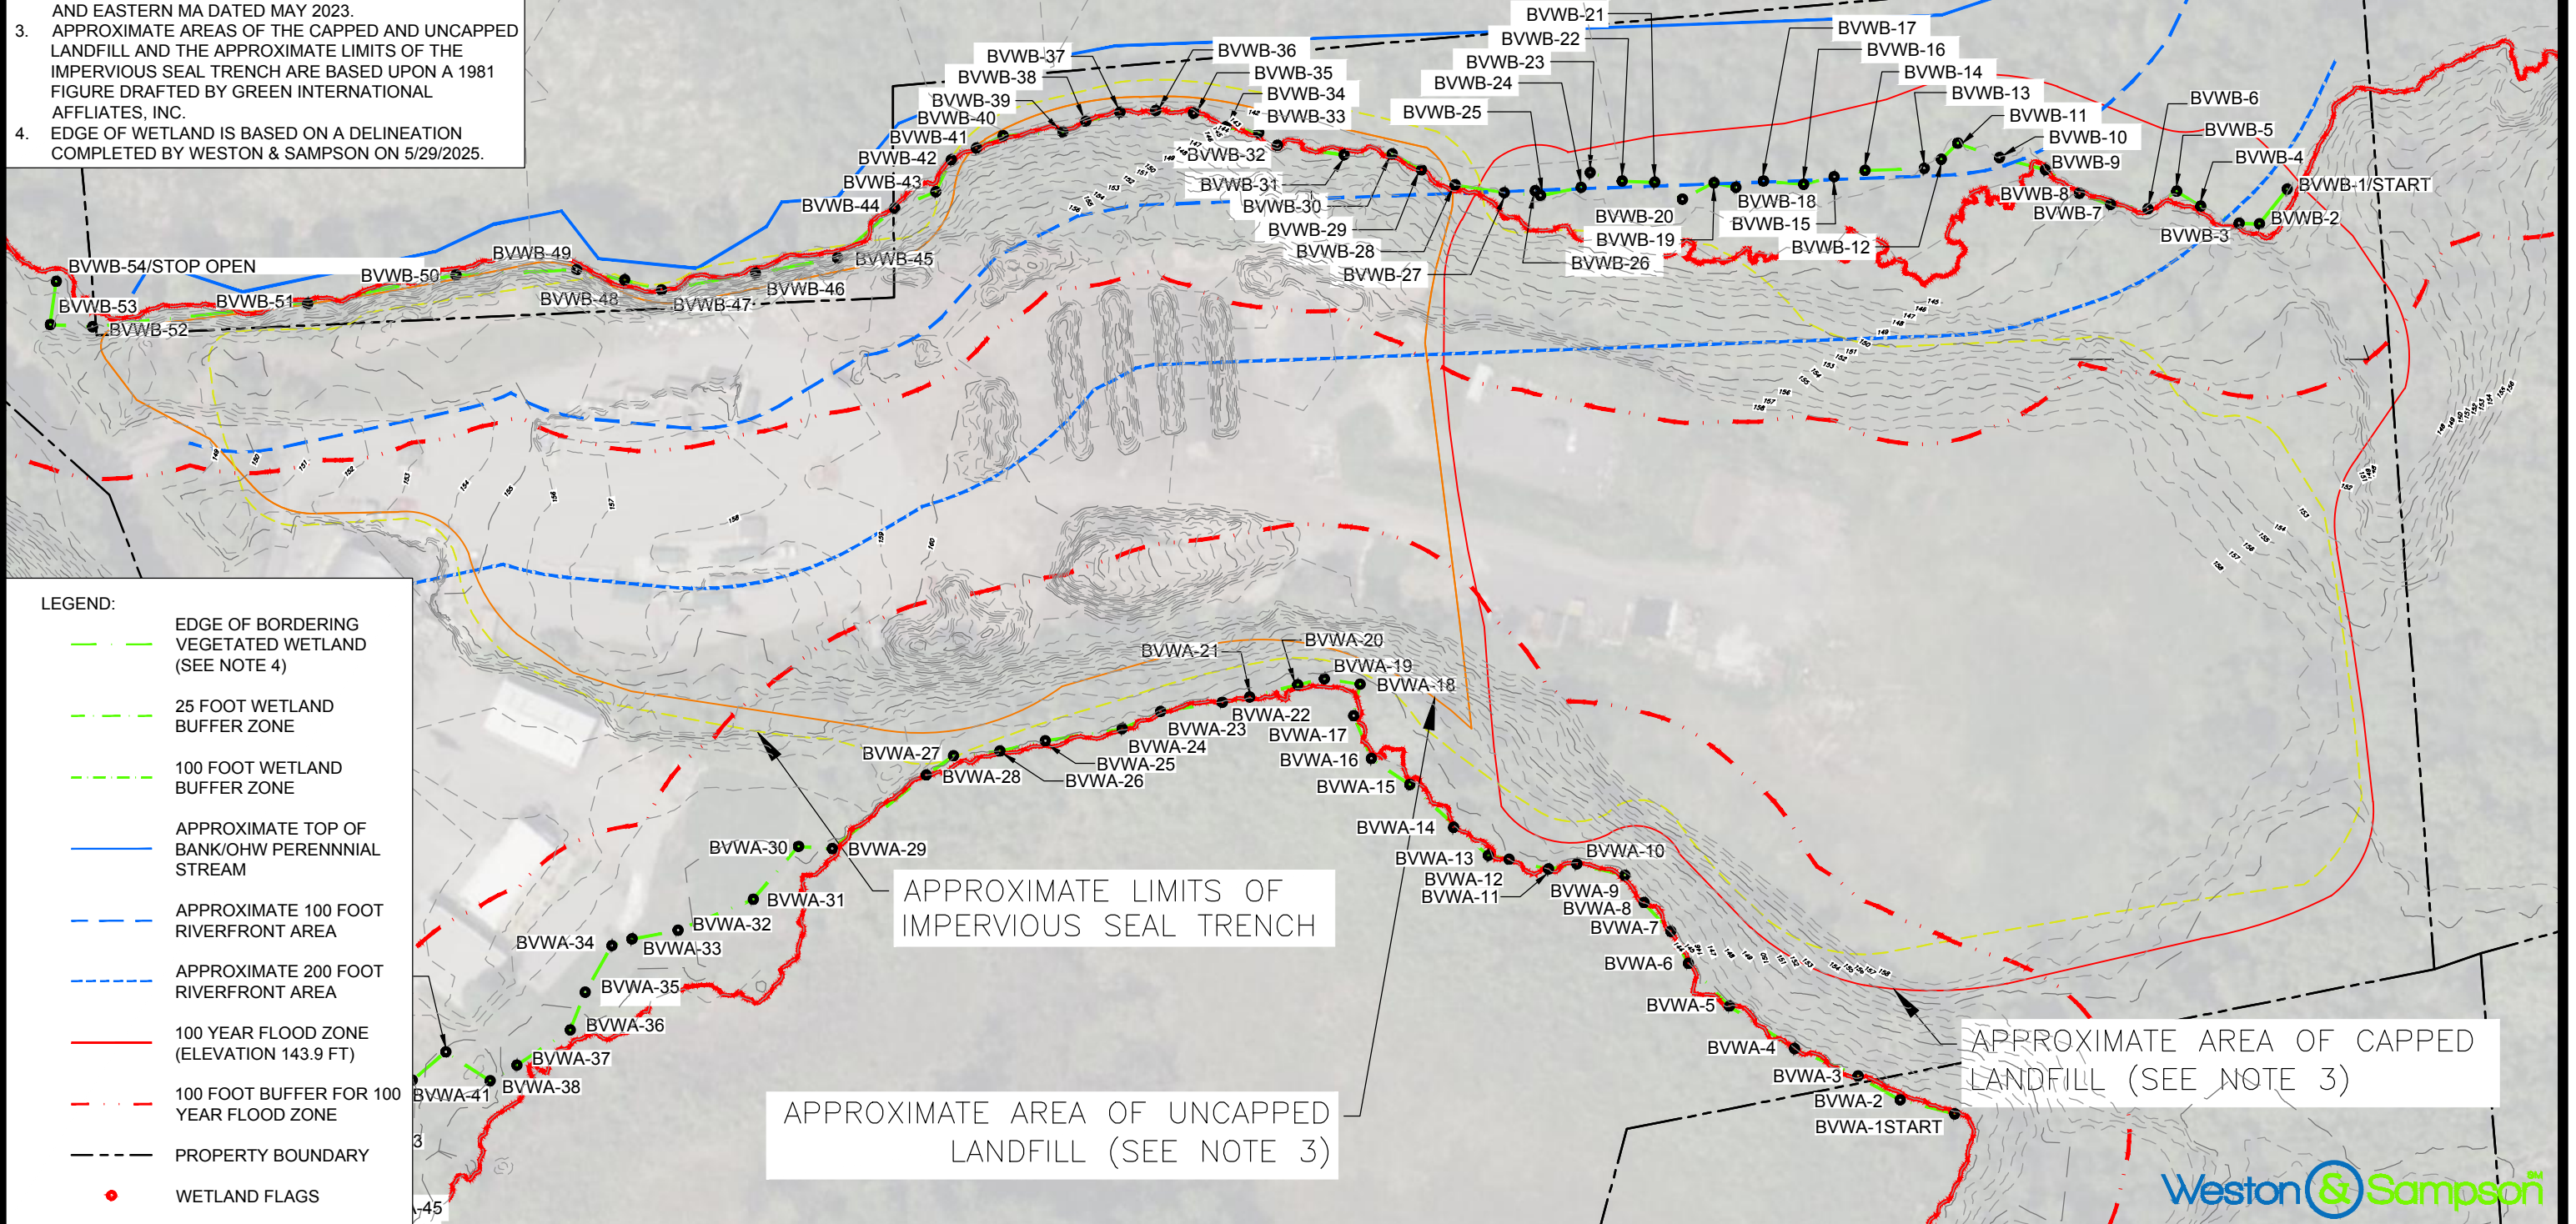 AND EASTERN MA DATED MAY 2023.
3. APPROXIMATE AREAS OF THE CAPPED AND UNCAPPED
LANDFILL AND THE APPROXIMATE LIMITS OF THE
IMPERVIOUS SEAL TRENCH ARE BASED UPON A 1981
FIGURE DRAFTED BY GREEN INTERNATIONAL
AFFLIATES, INC.
4. EDGE OF WETLAND IS BASED ON A DELINEATION
COMPLETED BY WESTON & SAMPSON ON 5/29/2025.
BVWB-21
BVWB-22
BVWB-23
BVWB-24
BVWB-25
BVWB-17
BVWB-16
BVWB-14
BVWB-13
BVWB-11
BVWB-10
BVWB-9
BVWB-6
BVWB-5
BVWB-4
BVWB-1/START
BVWB-2
BVWB-3
BVWB-8
BVWB-7
BVWB-37
BVWB-38
BVWB-39
BVWB-40
BVWB-41
BVWB-42
BVWB-43
BVWB-44
BVWB-36
BVWB-35
BVWB-34
BVWB-33
BVWB-32
BVWB-31
BVWB-30
BVWB-29
BVWB-28
BVWB-27
BVWB-26
BVWB-20
BVWB-19
BVWB-18
BVWB-15
BVWB-12
BVWB-45
BVWB-46
BVWB-47
BVWB-48
BVWB-49
BVWB-50
BVWB-51
BVWB-54/STOP OPEN
BVWB-53
BVWB-52
LEGEND:
EDGE OF BORDERING
VEGETATED WETLAND
(SEE NOTE 4)
25 FOOT WETLAND
BUFFER ZONE
100 FOOT WETLAND
BUFFER ZONE
APPROXIMATE TOP OF
BANK/OHW PERENNNIAL
STREAM
APPROXIMATE 100 FOOT
RIVERFRONT AREA
APPROXIMATE 200 FOOT
RIVERFRONT AREA
100 YEAR FLOOD ZONE
(ELEVATION 143.9 FT)
100 FOOT BUFFER FOR 100
YEAR FLOOD ZONE
PROPERTY BOUNDARY
WETLAND FLAGS
BVWA-20
BVWA-21
BVWA-19
BVWA-18
BVWA-22
BVWA-23
BVWA-17
BVWA-24
BVWA-27
BVWA-16
BVWA-25
BVWA-28
BVWA-26
BVWA-15
BVWA-14
BVWA-30
BVWA-29
BVWA-13
BVWA-10
BVWA-12
BVWA-11
BVWA-9
BVWA-8
BVWA-7
BVWA-6
BVWA-5
BVWA-4
BVWA-3
BVWA-2
BVWA-1START
BVWA-31
BVWA-32
BVWA-33
BVWA-34
BVWA-35
BVWA-36
BVWA-37
BVWA-38
BVWA-41
3
-45
APPROXIMATE LIMITS OF
IMPERVIOUS SEAL TRENCH
APPROXIMATE AREA OF UNCAPPED
LANDFILL (SEE NOTE 3)
APPROXIMATE AREA OF CAPPED
LANDFILL (SEE NOTE 3)
149
150
151
152
153
154
155
156
157
158
159
160
Weston & Sampson